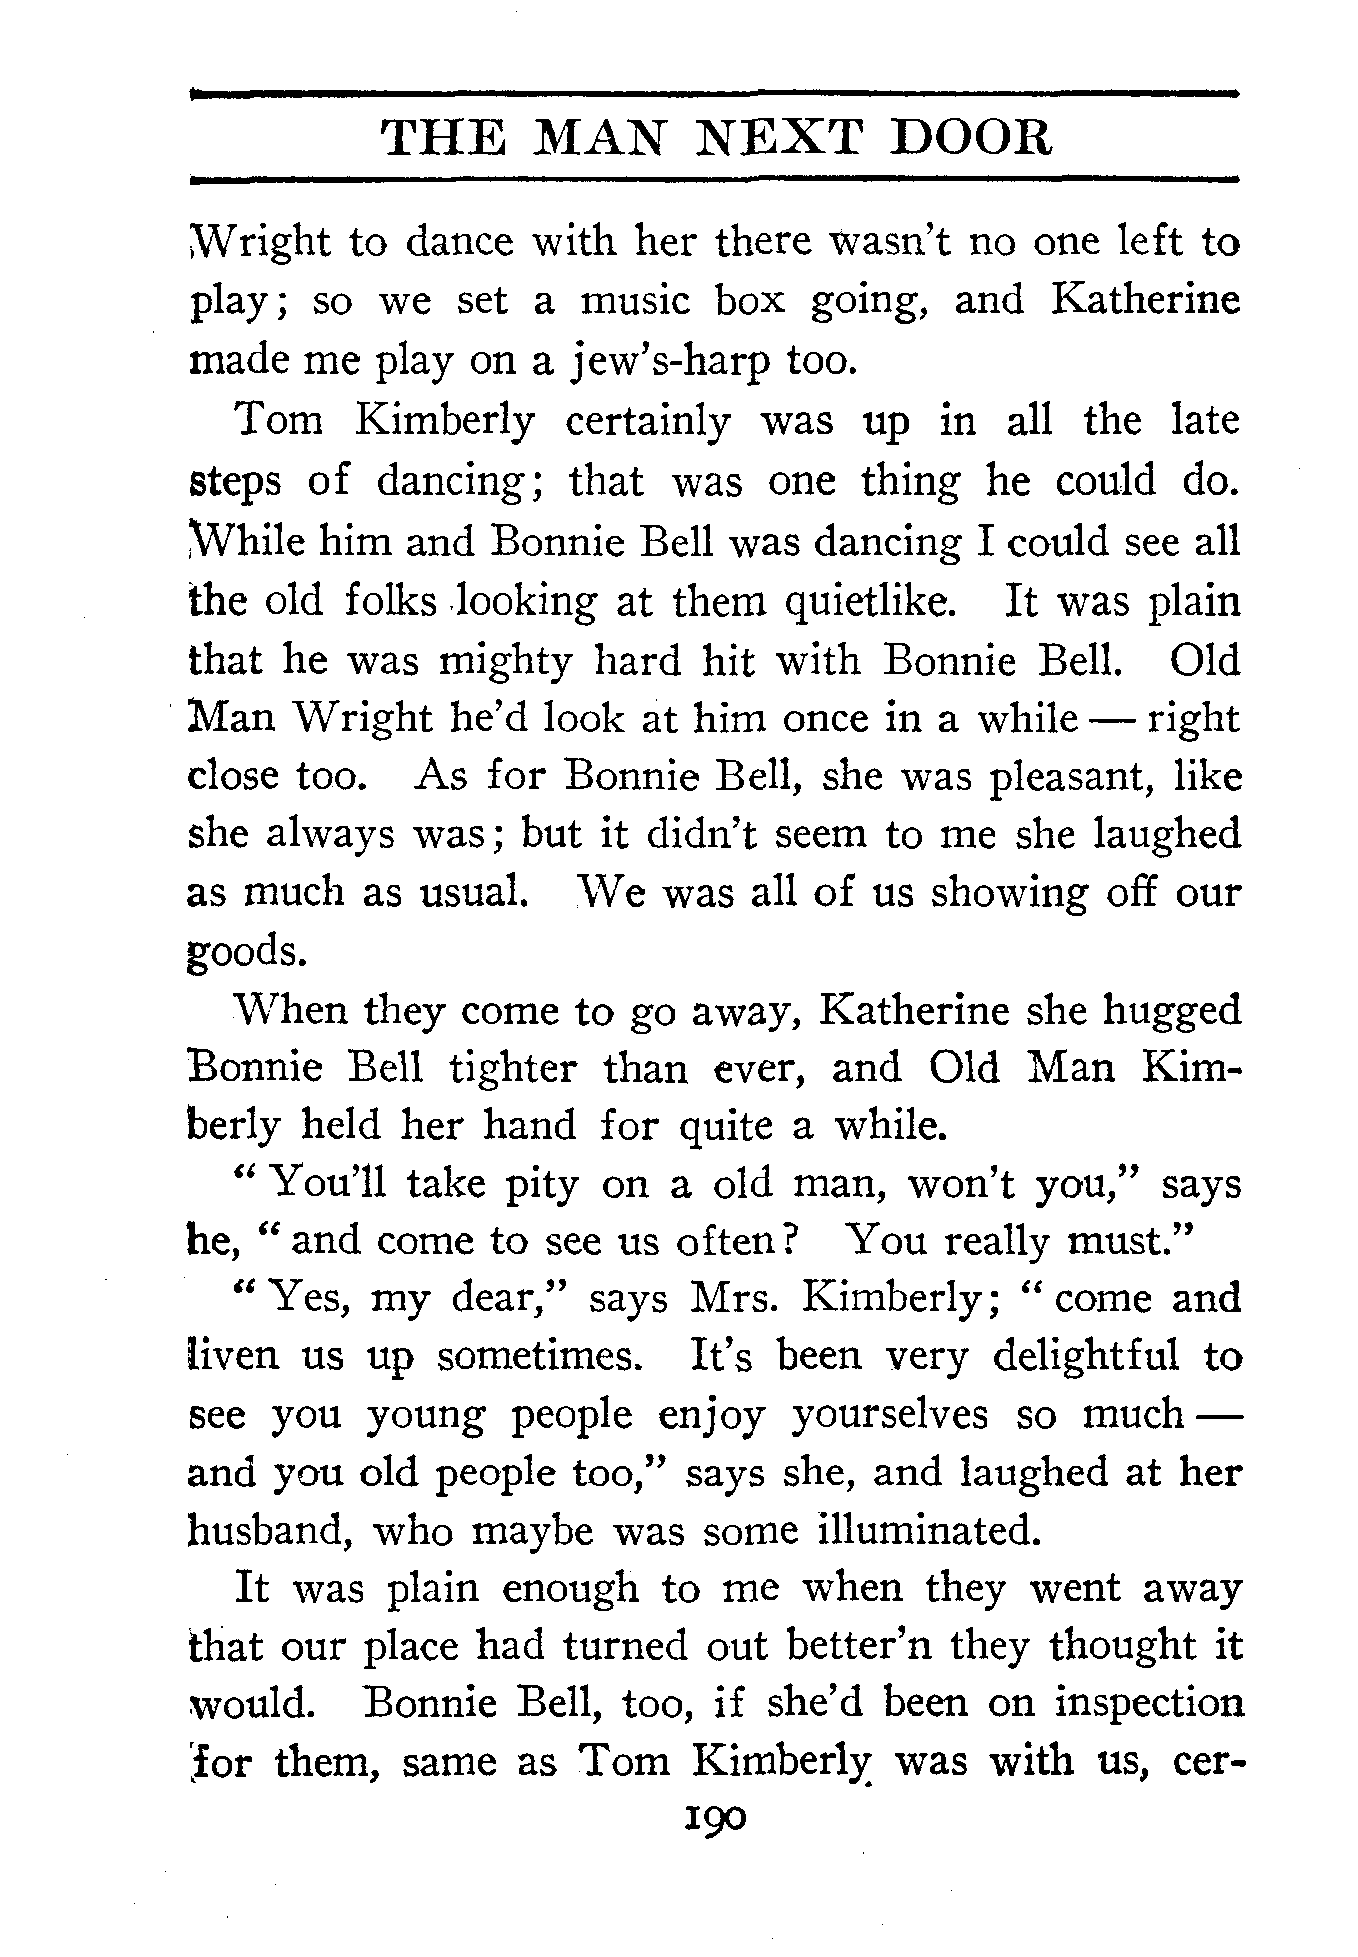 THE MAN NEXT DOOR
Wright to dance with her there wasn't no one left to
play; so we set a music box going, and Katherine
made me play on a jew's-harp too.
Tom Kimberly certainly was up in all the late
steps of dancing; that was one thing he could do.
While him and Bonnie Bell was dancing I could see all
the old folks looking at them quietlike. It was plain
that he was mighty hard hit with Bonnie Bell. Old
Man Wright he'd look at him once in a while — right
close too. As for Bonnie Bell, she was pleasant, like
she always was; but it didn't seem to me she laughed
as much as usual. We was all of us showing off our
goods.
When they come to go away, Katherine she hugged
Bonnie Bell tighter than ever, and Old Man Kim-
berly held her hand for quite a while.
"You'll take pity on a old man, won't you," says
he, "and come to see us often? You really must."
"Yes, my dear," says Mrs. Kimberly; "come and
liven us up sometimes. It's been very delightful to
see you young people enjoy yourselves so much —
and you old people too," says she, and laughed at her
husband, who maybe was some illuminated.
It was plain enough to me when they went away
that our place had turned out better'n they thought it
would. Bonnie Bell, too, if she'd been on inspection
for them, same as Tom Kimberly was with us, cer-
190